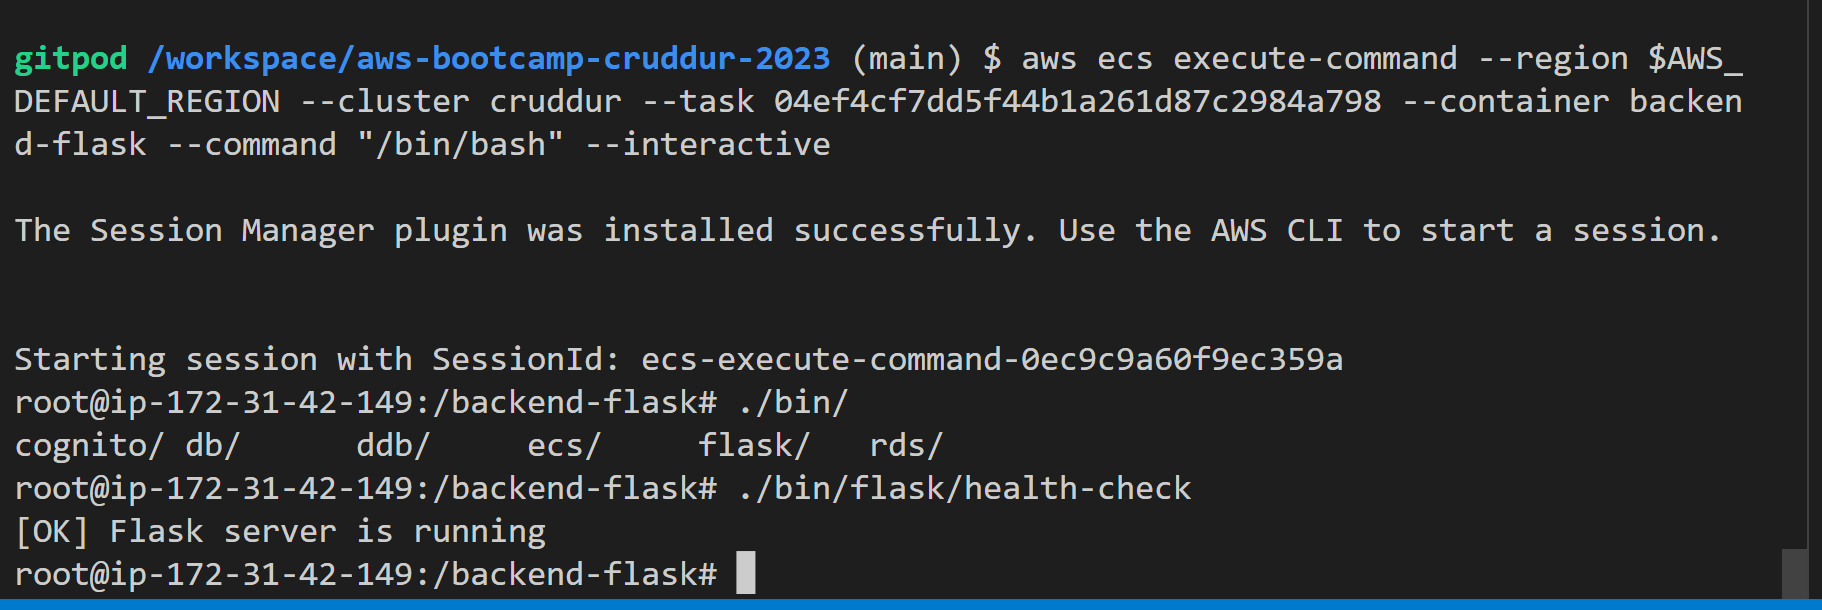 gitpod /workspace/aws-bootcamp-cruddur-2023 (main) $ aws ecs execute-command --region $AWS_
DEFAULT_REGION --cluster cruddur --task 04ef4cf7dd5f44b1a261d87c2984a798 --container backen
d-flask --command "/bin/bash" --interactive
The Session Manager plugin was installed successfully. Use the AWS CLI to start a session.
Starting session with SessionId: ecs-execute-command-0ec9c9a60f9ec359a
root@ip-172-31-42-149:/backend-flask# ./bin/
cognito/ db/      ddb/     ecs/     flask/   rds/
root@ip-172-31-42-149:/backend-flask# ./bin/flask/health-check
[OK] Flask server is running
root@ip-172-31-42-149:/backend-flask#